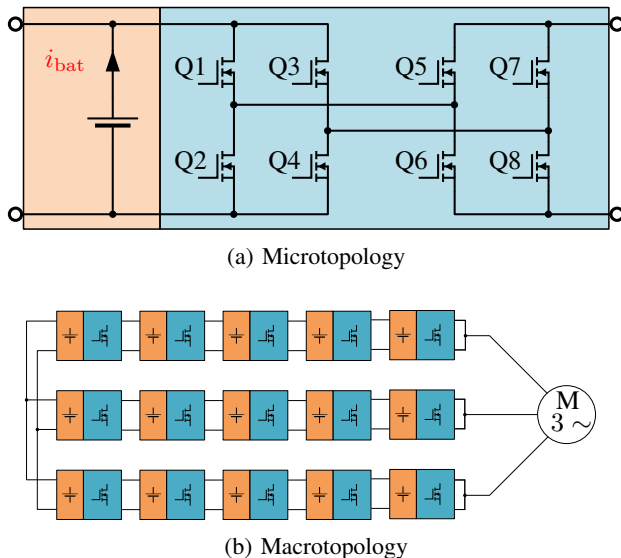 Q1 Q3 Q5 Q7
i_bat
Q2 Q4 Q6 Q8
(a) Microtopology
M
3 ~
(b) Macrotopology